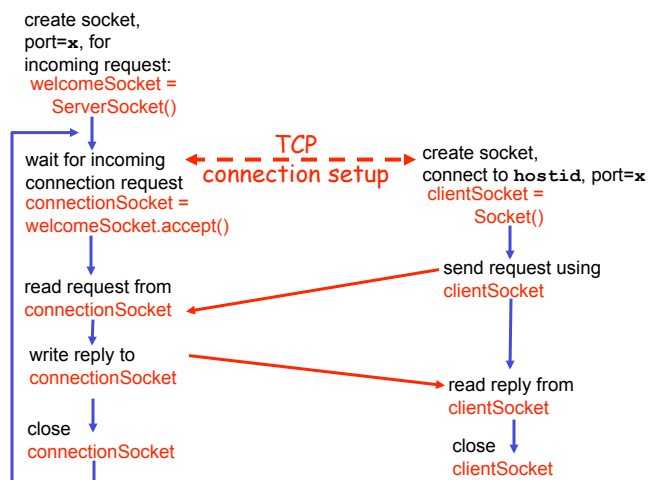 create socket,
port=x, for
incoming request:
welcomeSocket =
ServerSocket()
wait for incoming
connection request
connectionSocket =
welcomeSocket.accept()
TCP
connection setup
create socket,
connect to hostid, port=x
clientSocket =
Socket()
read request from
connectionSocket
send request using
clientSocket
write reply to
connectionSocket
read reply from
clientSocket
close
connectionSocket
close
clientSocket